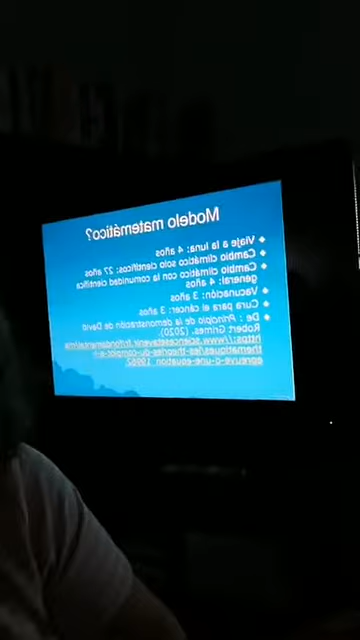 Modelo matemático?
Viaje a la luna: 4 años
Cambio climático solo científicos: 27 años
Cambio climático con la comunidad científica
general: 4 años
Vacunación: 3 años
Cura para el cáncer: 3 años
De : Principio de la demonstración de David
Robert Grimes. (2020).